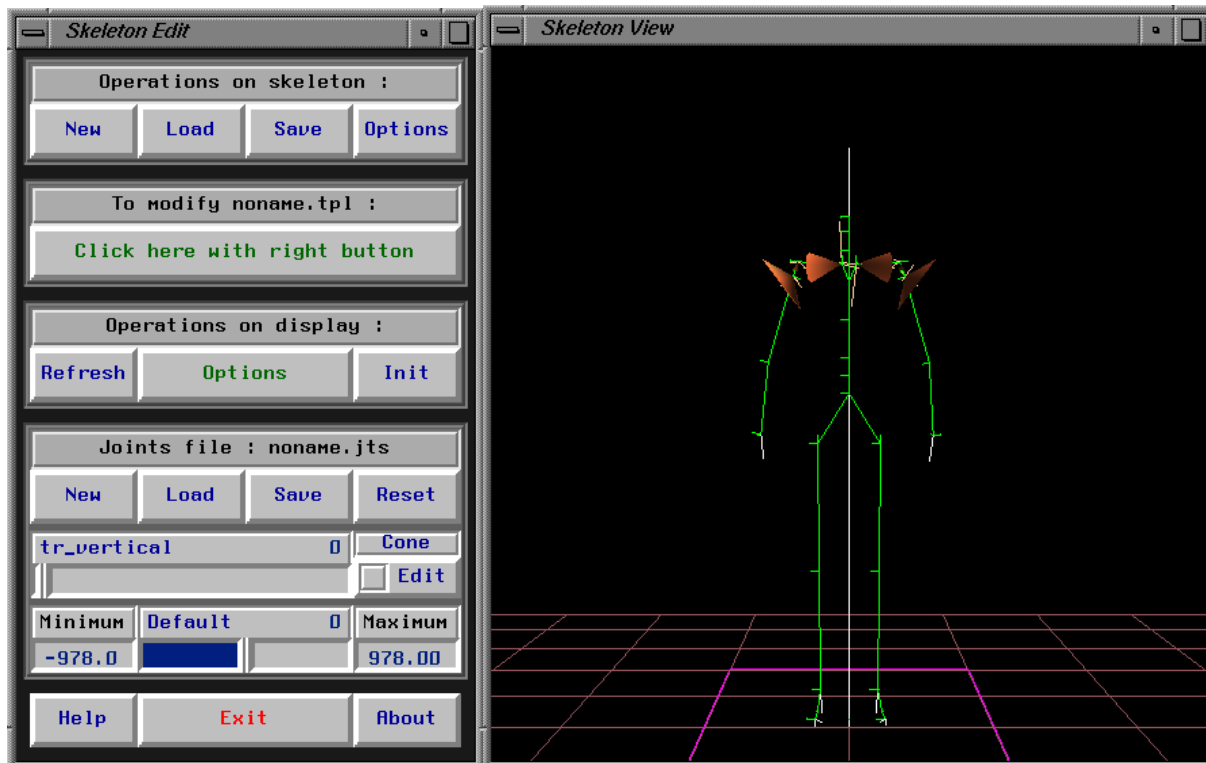 Skeleton Edit
Operations on skeleton :
New Load Save Options
To modify noname.tpl :
Click here with right button
Operations on display :
Refresh Options Init
Joints file : noname.jts
New Load Save Reset
tr_vertical 0 Cone
Edit
Minimum Default 0 Maximum
-978.0 978.00
Help Exit About
Skeleton View